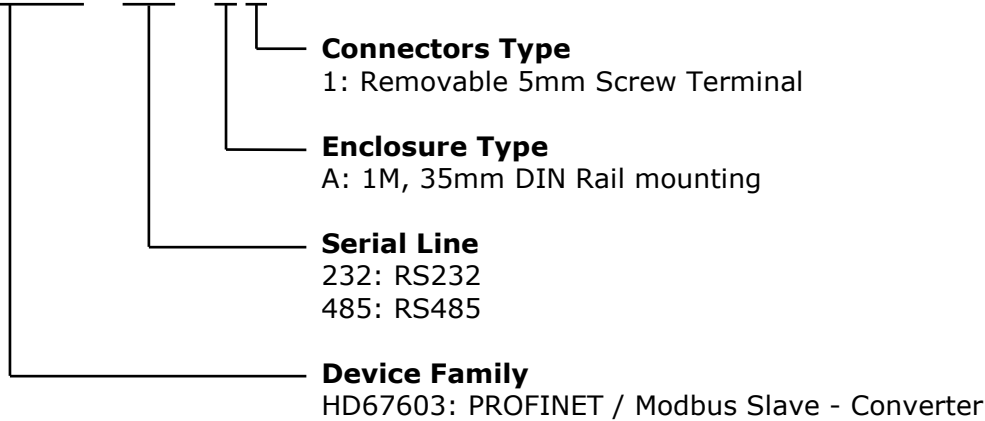 Connectors Type
1: Removable 5mm Screw Terminal
Enclosure Type
A: 1M, 35mm DIN Rail mounting
Serial Line
232: RS232
485: RS485
Device Family
HD67603: PROFINET / Modbus Slave - Converter